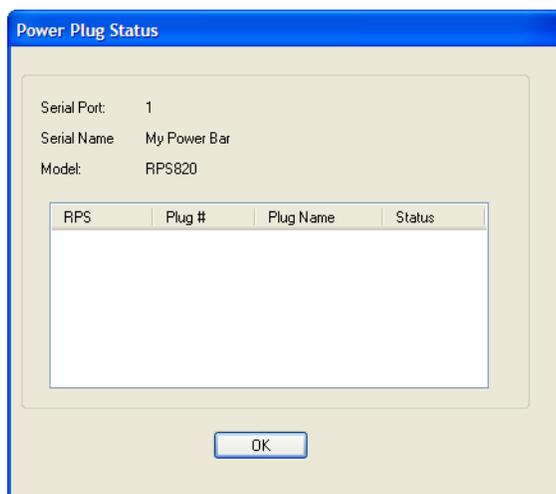 Power Plug Status
Serial Port: 1
Serial Name My Power Bar
Model: RPS820
RPS Plug # Plug Name Status
OK